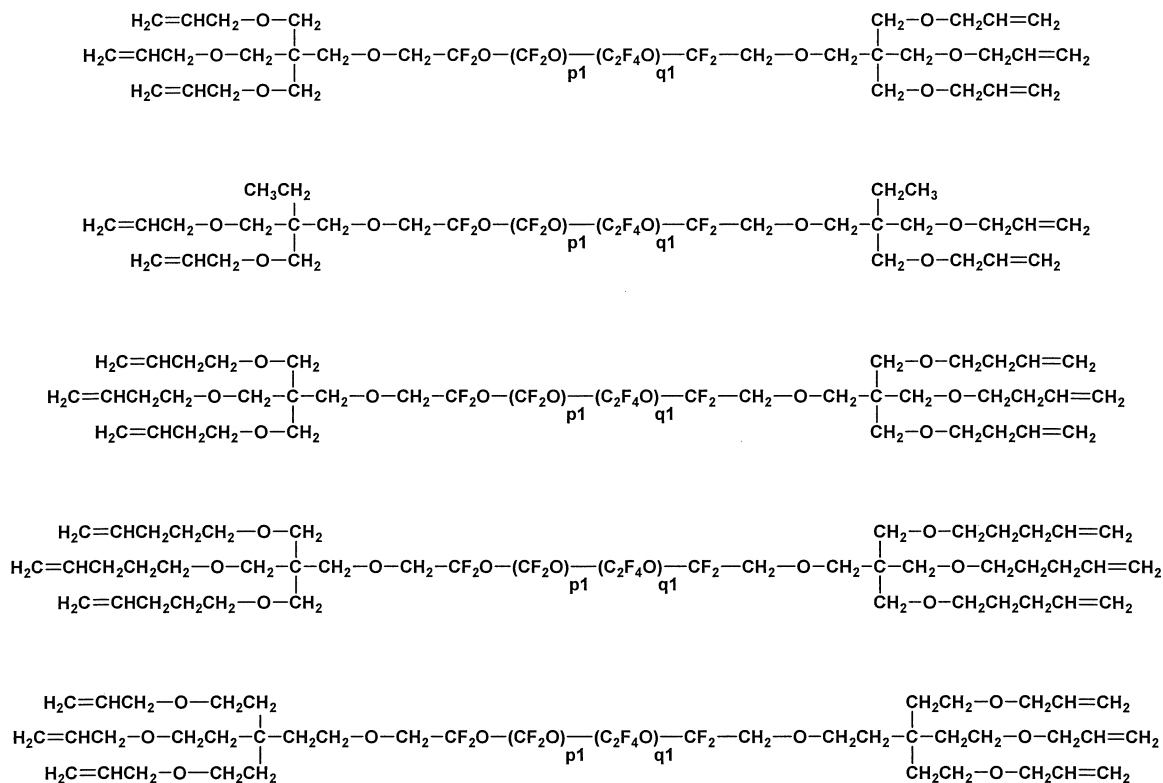 H₂C=CHCH₂−O−CH₂ CH₂−O−CH₂CH=CH₂
H₂C=CHCH₂−O−CH₂ CH₂−O−CH₂−CF₂O−(CF₂O)−(C₂F₄O)−CF₂−CH₂−O−CH₂ CH₂−O−CH₂CH=CH₂
p1 q1
H₂C=CHCH₂−O−CH₂ CH₂−O−CH₂CH=CH₂
CH₃CH₂ CH₂CH₃
H₂C=CHCH₂−O−CH₂ CH₂−O−CH₂−CF₂O−(CF₂O)−(C₂F₄O)−CF₂−CH₂−O−CH₂ CH₂−O−CH₂CH=CH₂
p1 q1
H₂C=CHCH₂−O−CH₂ CH₂−O−CH₂CH=CH₂
H₂C=CHCH₂CH₂−O−CH₂ CH₂−O−CH₂CH₂CH=CH₂
H₂C=CHCH₂CH₂−O−CH₂ CH₂−O−CH₂−CF₂O−(CF₂O)−(C₂F₄O)−CF₂−CH₂−O−CH₂ CH₂−O−CH₂CH₂CH=CH₂
p1 q1
H₂C=CHCH₂CH₂−O−CH₂ CH₂−O−CH₂CH₂CH=CH₂
H₂C=CHCH₂CH₂CH₂−O−CH₂ CH₂−O−CH₂CH₂CH₂CH=CH₂
H₂C=CHCH₂CH₂CH₂−O−CH₂ CH₂−O−CH₂−CF₂O−(CF₂O)−(C₂F₄O)−CF₂−CH₂−O−CH₂ CH₂−O−CH₂CH₂CH₂CH=CH₂
p1 q1
H₂C=CHCH₂CH₂CH₂−O−CH₂ CH₂−O−CH₂CH₂CH₂CH=CH₂
H₂C=CHCH₂−O−CH₂CH₂ CH₂CH₂−O−CH₂CH=CH₂
H₂C=CHCH₂−O−CH₂CH₂ CH₂CH₂−O−CH₂−CF₂O−(CF₂O)−(C₂F₄O)−CF₂−CH₂−O−CH₂CH₂ CH₂CH₂−O−CH₂CH=CH₂
p1 q1
H₂C=CHCH₂−O−CH₂CH₂ CH₂CH₂−O−CH₂CH=CH₂